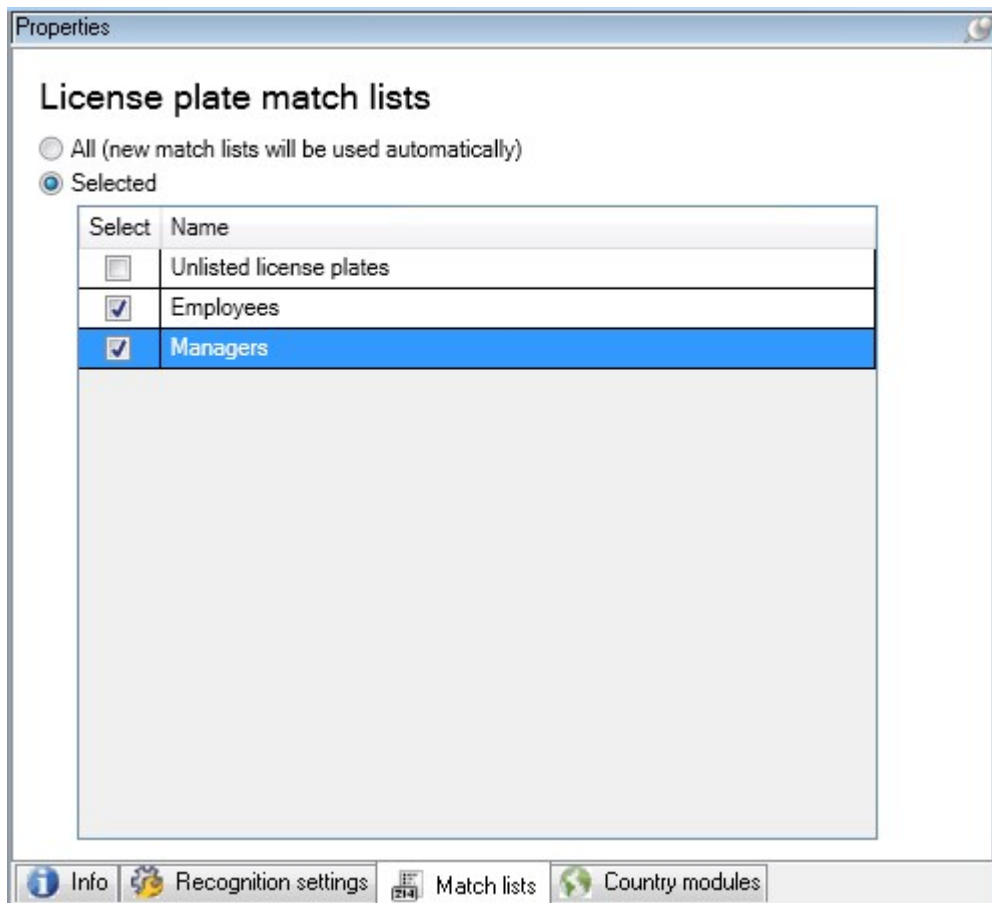 Properties
License plate match lists
All (new match lists will be used automatically)
Selected
Select Name
Unlisted license plates
Employees
Managers
Info Recognition settings 214 Match lists Country modules